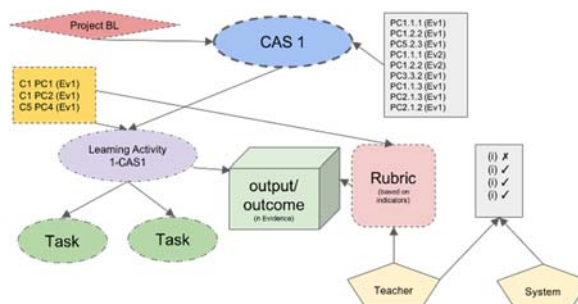 Project BL
CAS 1
PC1.1.1 (Ev1)
PC1.2.2 (Ev1)
PC5.2.3 (Ev1)
PC1.1.1 (Ev2)
PC1.2.2 (Ev2)
PC3.3.2 (Ev1)
PC1.1.3 (Ev1)
PC2.1.3 (Ev1)
PC2.1.2 (Ev1)
C1 PC1 (Ev1)
C1 PC2 (Ev1)
C5 PC4 (Ev1)
Learning Activity
1-CAS1
output/
outcome
(n Evidence)
Rubric
(based on
indicators)
(i) ✗
(i) ✓
(i) ✓
(i) ✓
Task
Task
Teacher
System